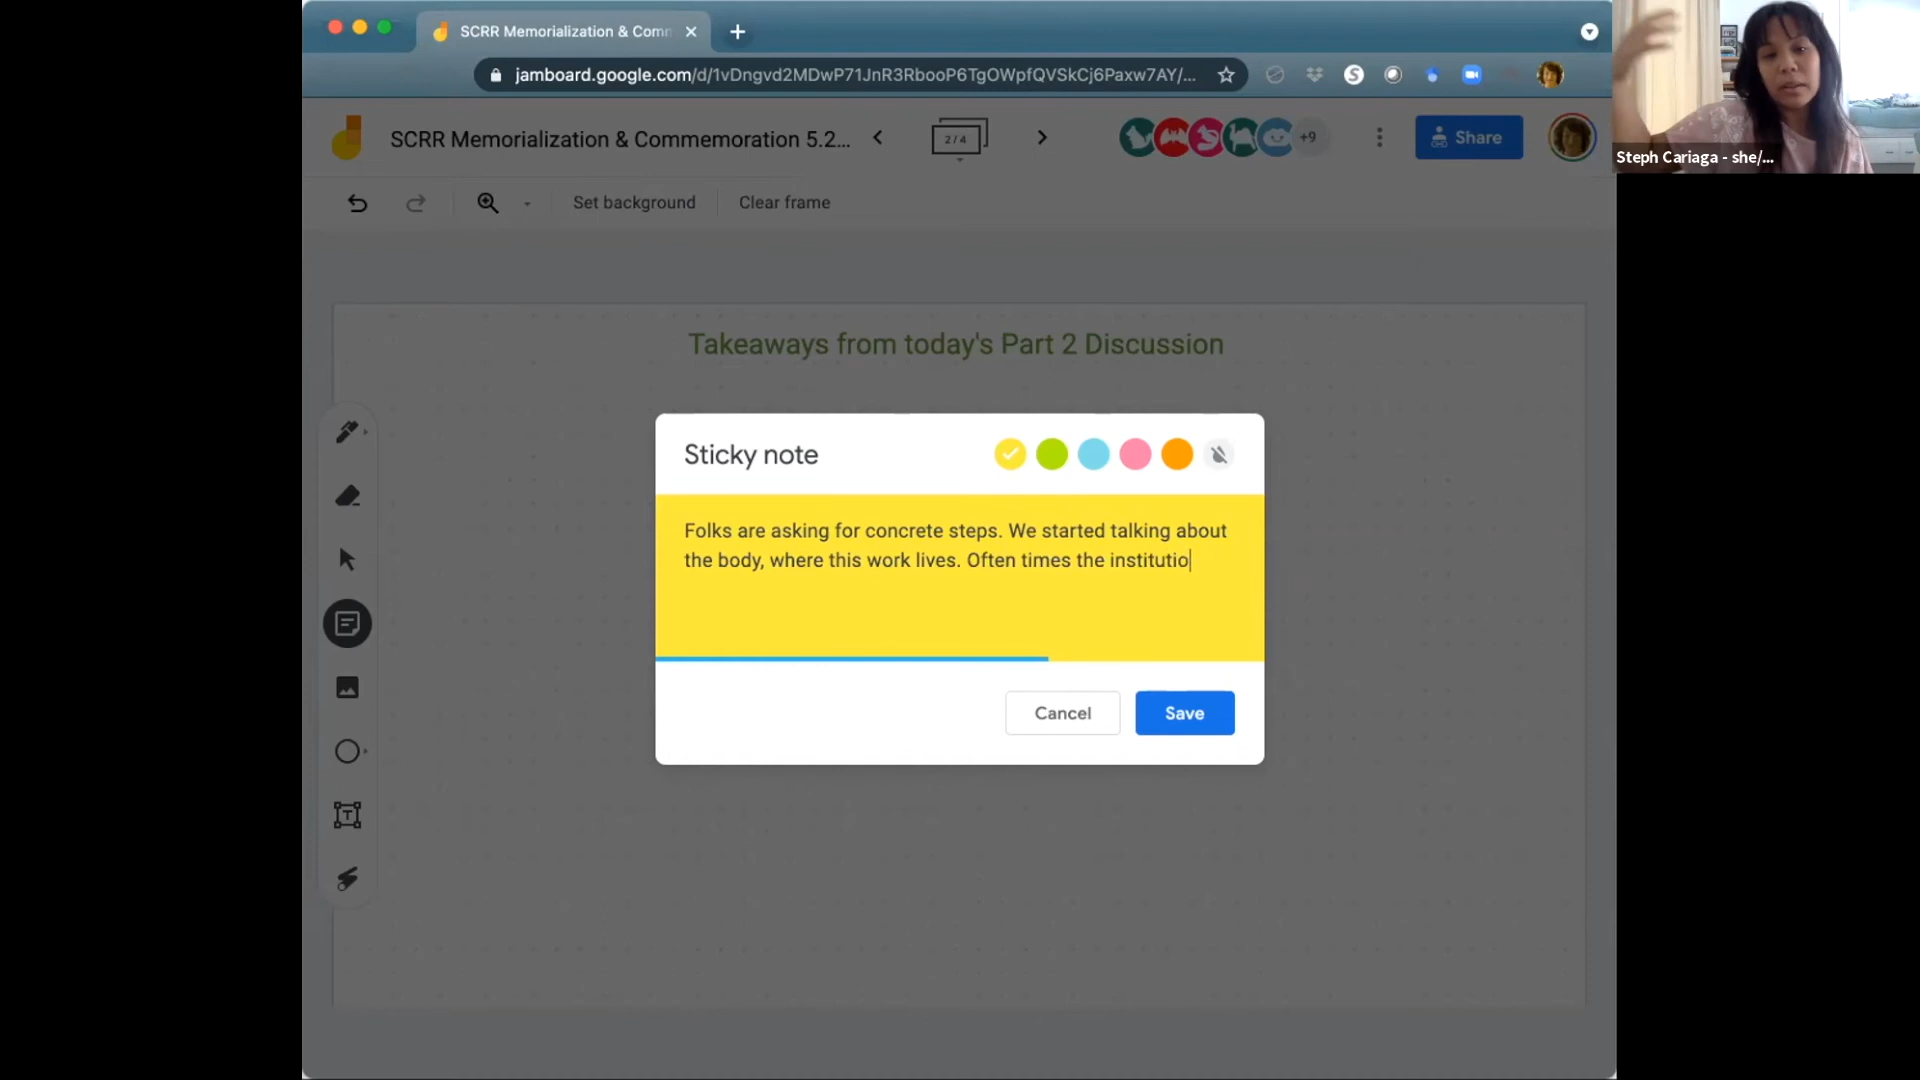 SCRR Memorialization & Comm
jamboard.google.com/d/1vDngvd2MDwP71JnR3RbooP6TgOWpfQVSkCj6Paxw7AY/...
Steph Cariaga - she/...
SCRR Memorialization & Commemoration 5.2...
2/4
+9
Share
Set background
Clear frame
Takeaways from today's Part 2 Discussion
Sticky note
Folks are asking for concrete steps. We started talking about
the body, where this work lives. Often times the institutio
Cancel
Save